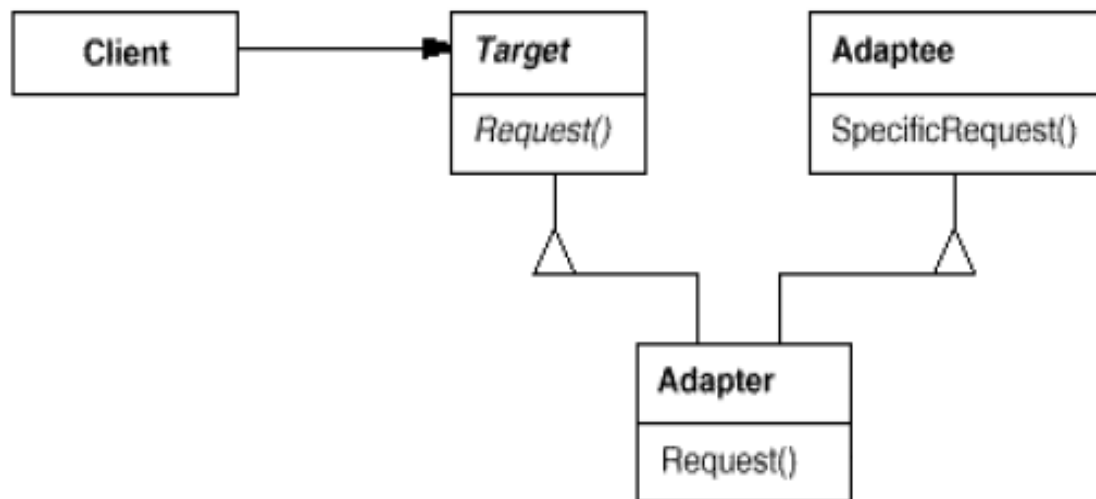 Client
Target
Request()
Adaptee
SpecificRequest()
Adapter
Request()